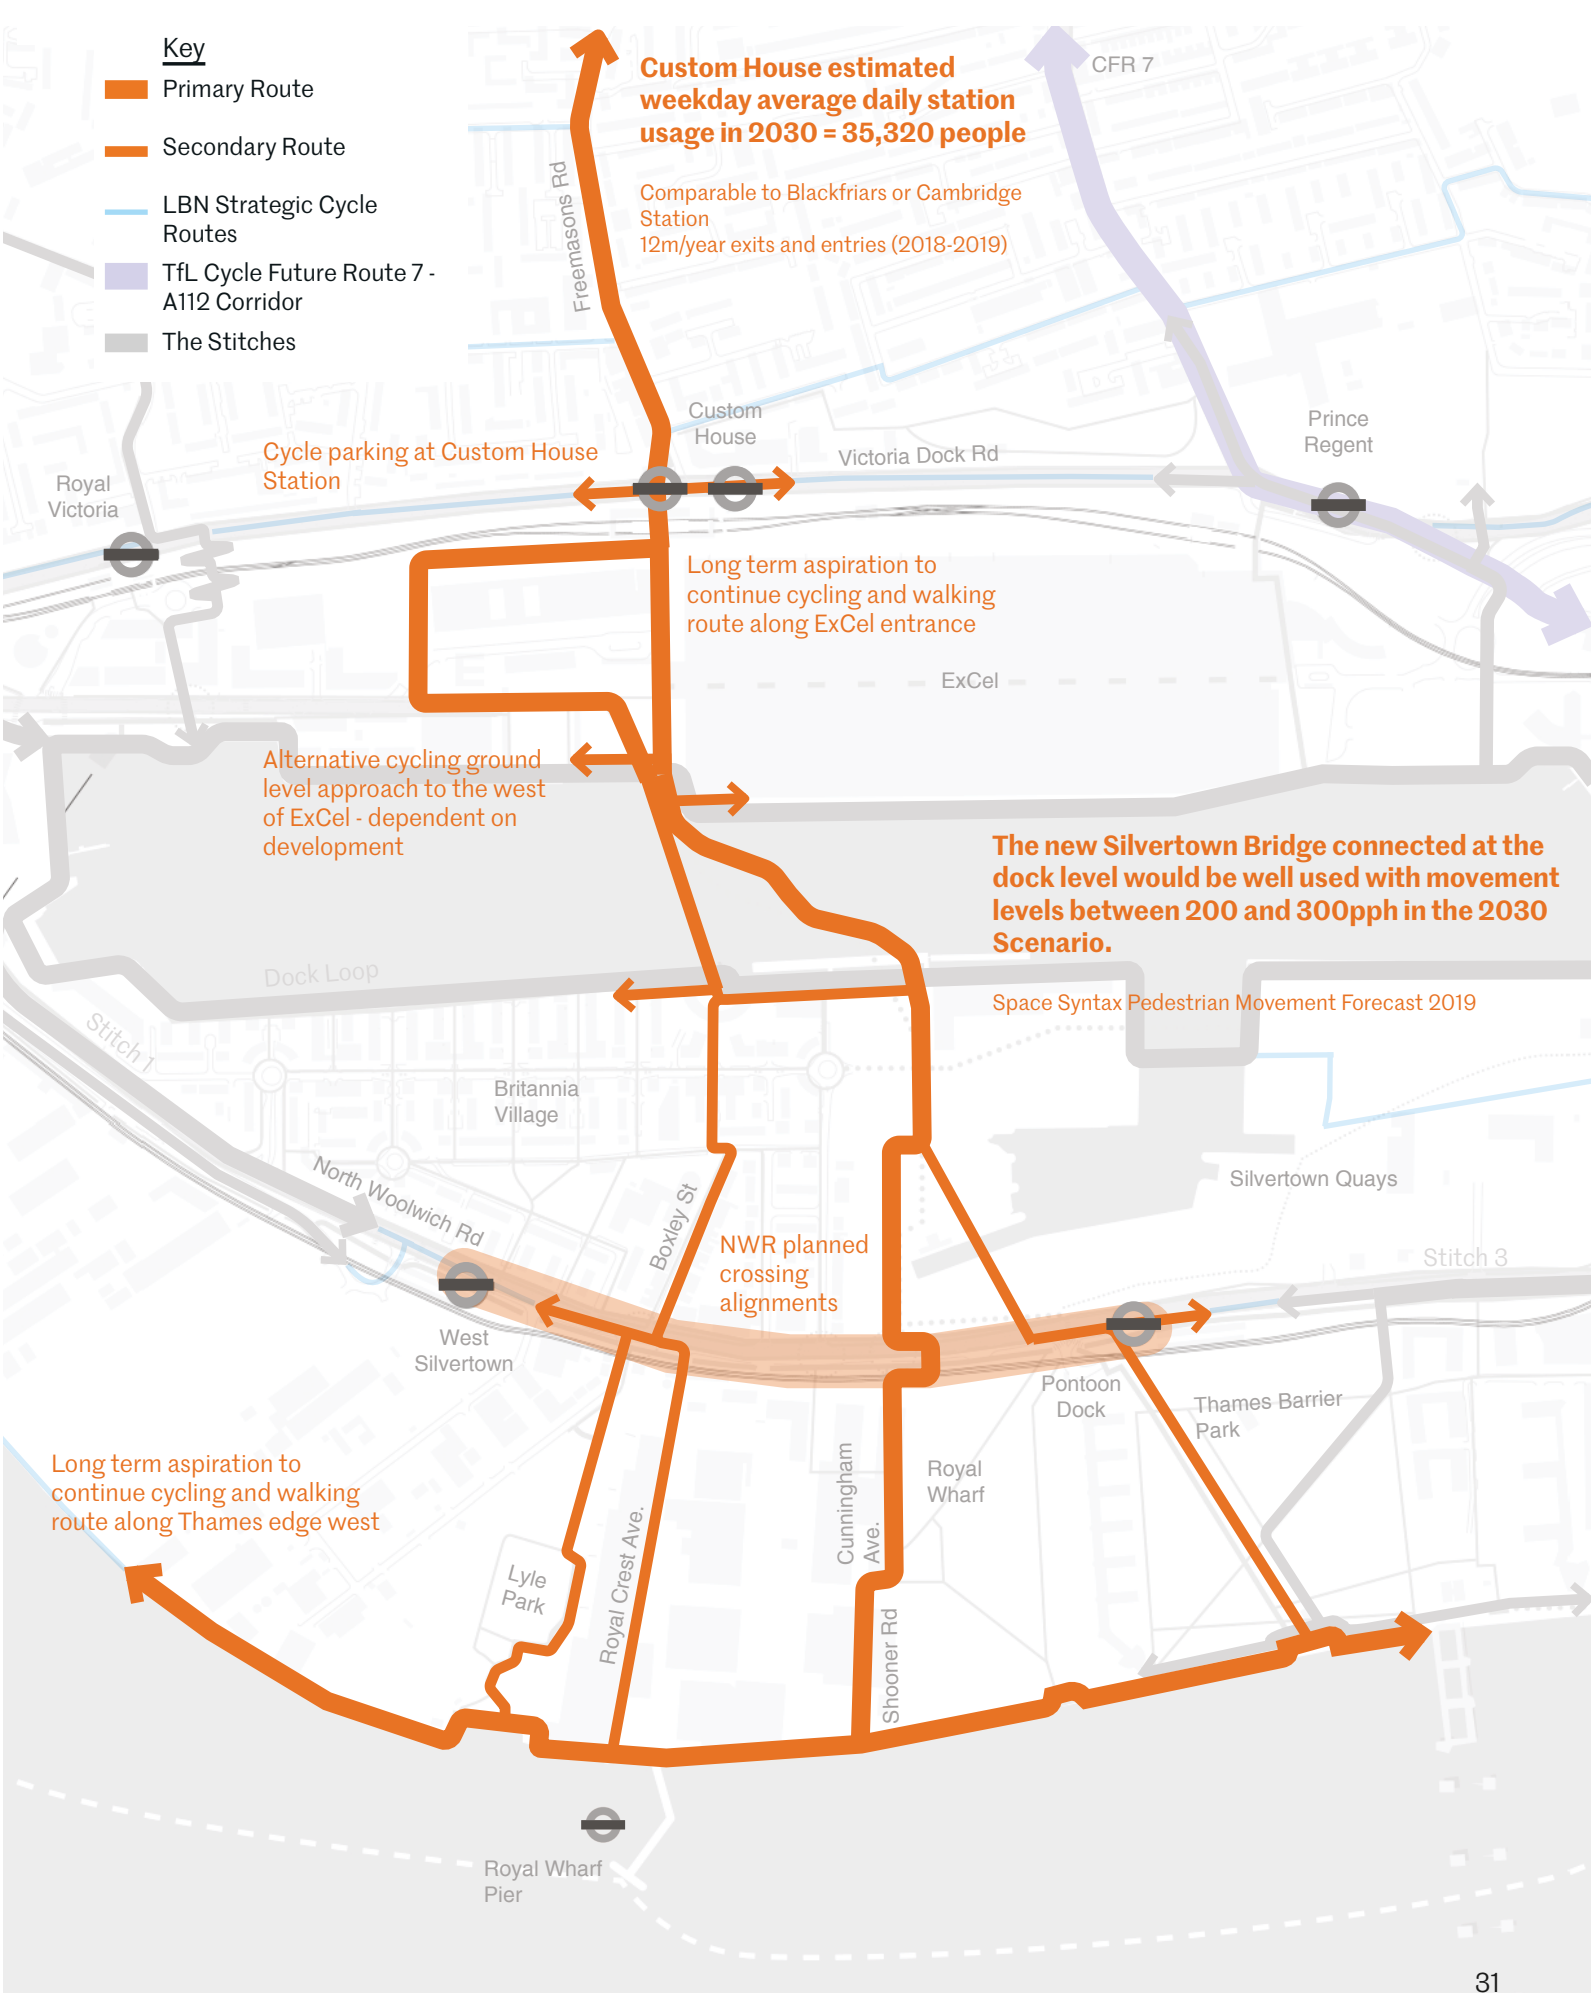 Key
Primary Route
Secondary Route
LBN Strategic Cycle
Routes
TfL Cycle Future Route 7 -
A112 Corridor
The Stitches
Custom House estimated
weekday average daily station
usage in 2030 = 35,320 people
Comparable to Blackfriars or Cambridge
Station
12m/year exits and entries (2018-2019)
CFR 7
Freemasons Rd
Custom
House
Victoria Dock Rd
Prince
Regent
Cycle parking at Custom House
Station
Royal
Victoria
Long term aspiration to
continue cycling and walking
route along ExCel entrance
ExCel
Alternative cycling ground
level approach to the west
of ExCel - dependent on
development
The new Silvertown Bridge connected at the
dock level would be well used with movement
levels between 200 and 300pph in the 2030
Scenario.
Space Syntax Pedestrian Movement Forecast 2019
Dock Loop
Stitch 1
Britannia
Village
North Woolwich Rd
Boxley St
Silvertown Quays
NWR planned
crossing
alignments
Stitch 3
West
Silvertown
Pontoon
Dock
Thames Barrier
Park
Long term aspiration to
continue cycling and walking
route along Thames edge west
Cunningham
Ave.
Royal
Wharf
Lyle
Park
Royal Crest Ave.
Shooner Rd
Royal Wharf
Pier
31